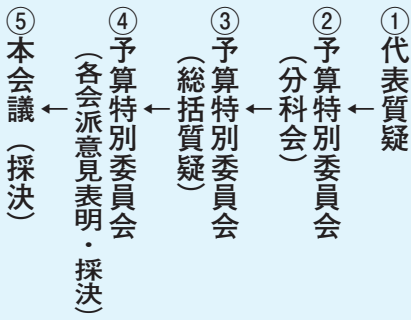 ①代表質疑
←
②予算特別委員会
（分科会）
←
③予算特別委員会
（総括質疑）
←
④予算特別委員会
（各会派意見表明・採決）
←
⑤本会議（採決）